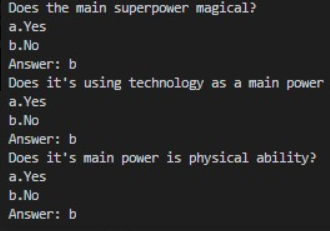 Does the main superpower magical?
a.Yes
b.No
Answer: b
Does it's using technology as a main power
a.Yes
b.No
Answer: b
Does it's main power is physical ability?
a.Yes
b.No
Answer: b